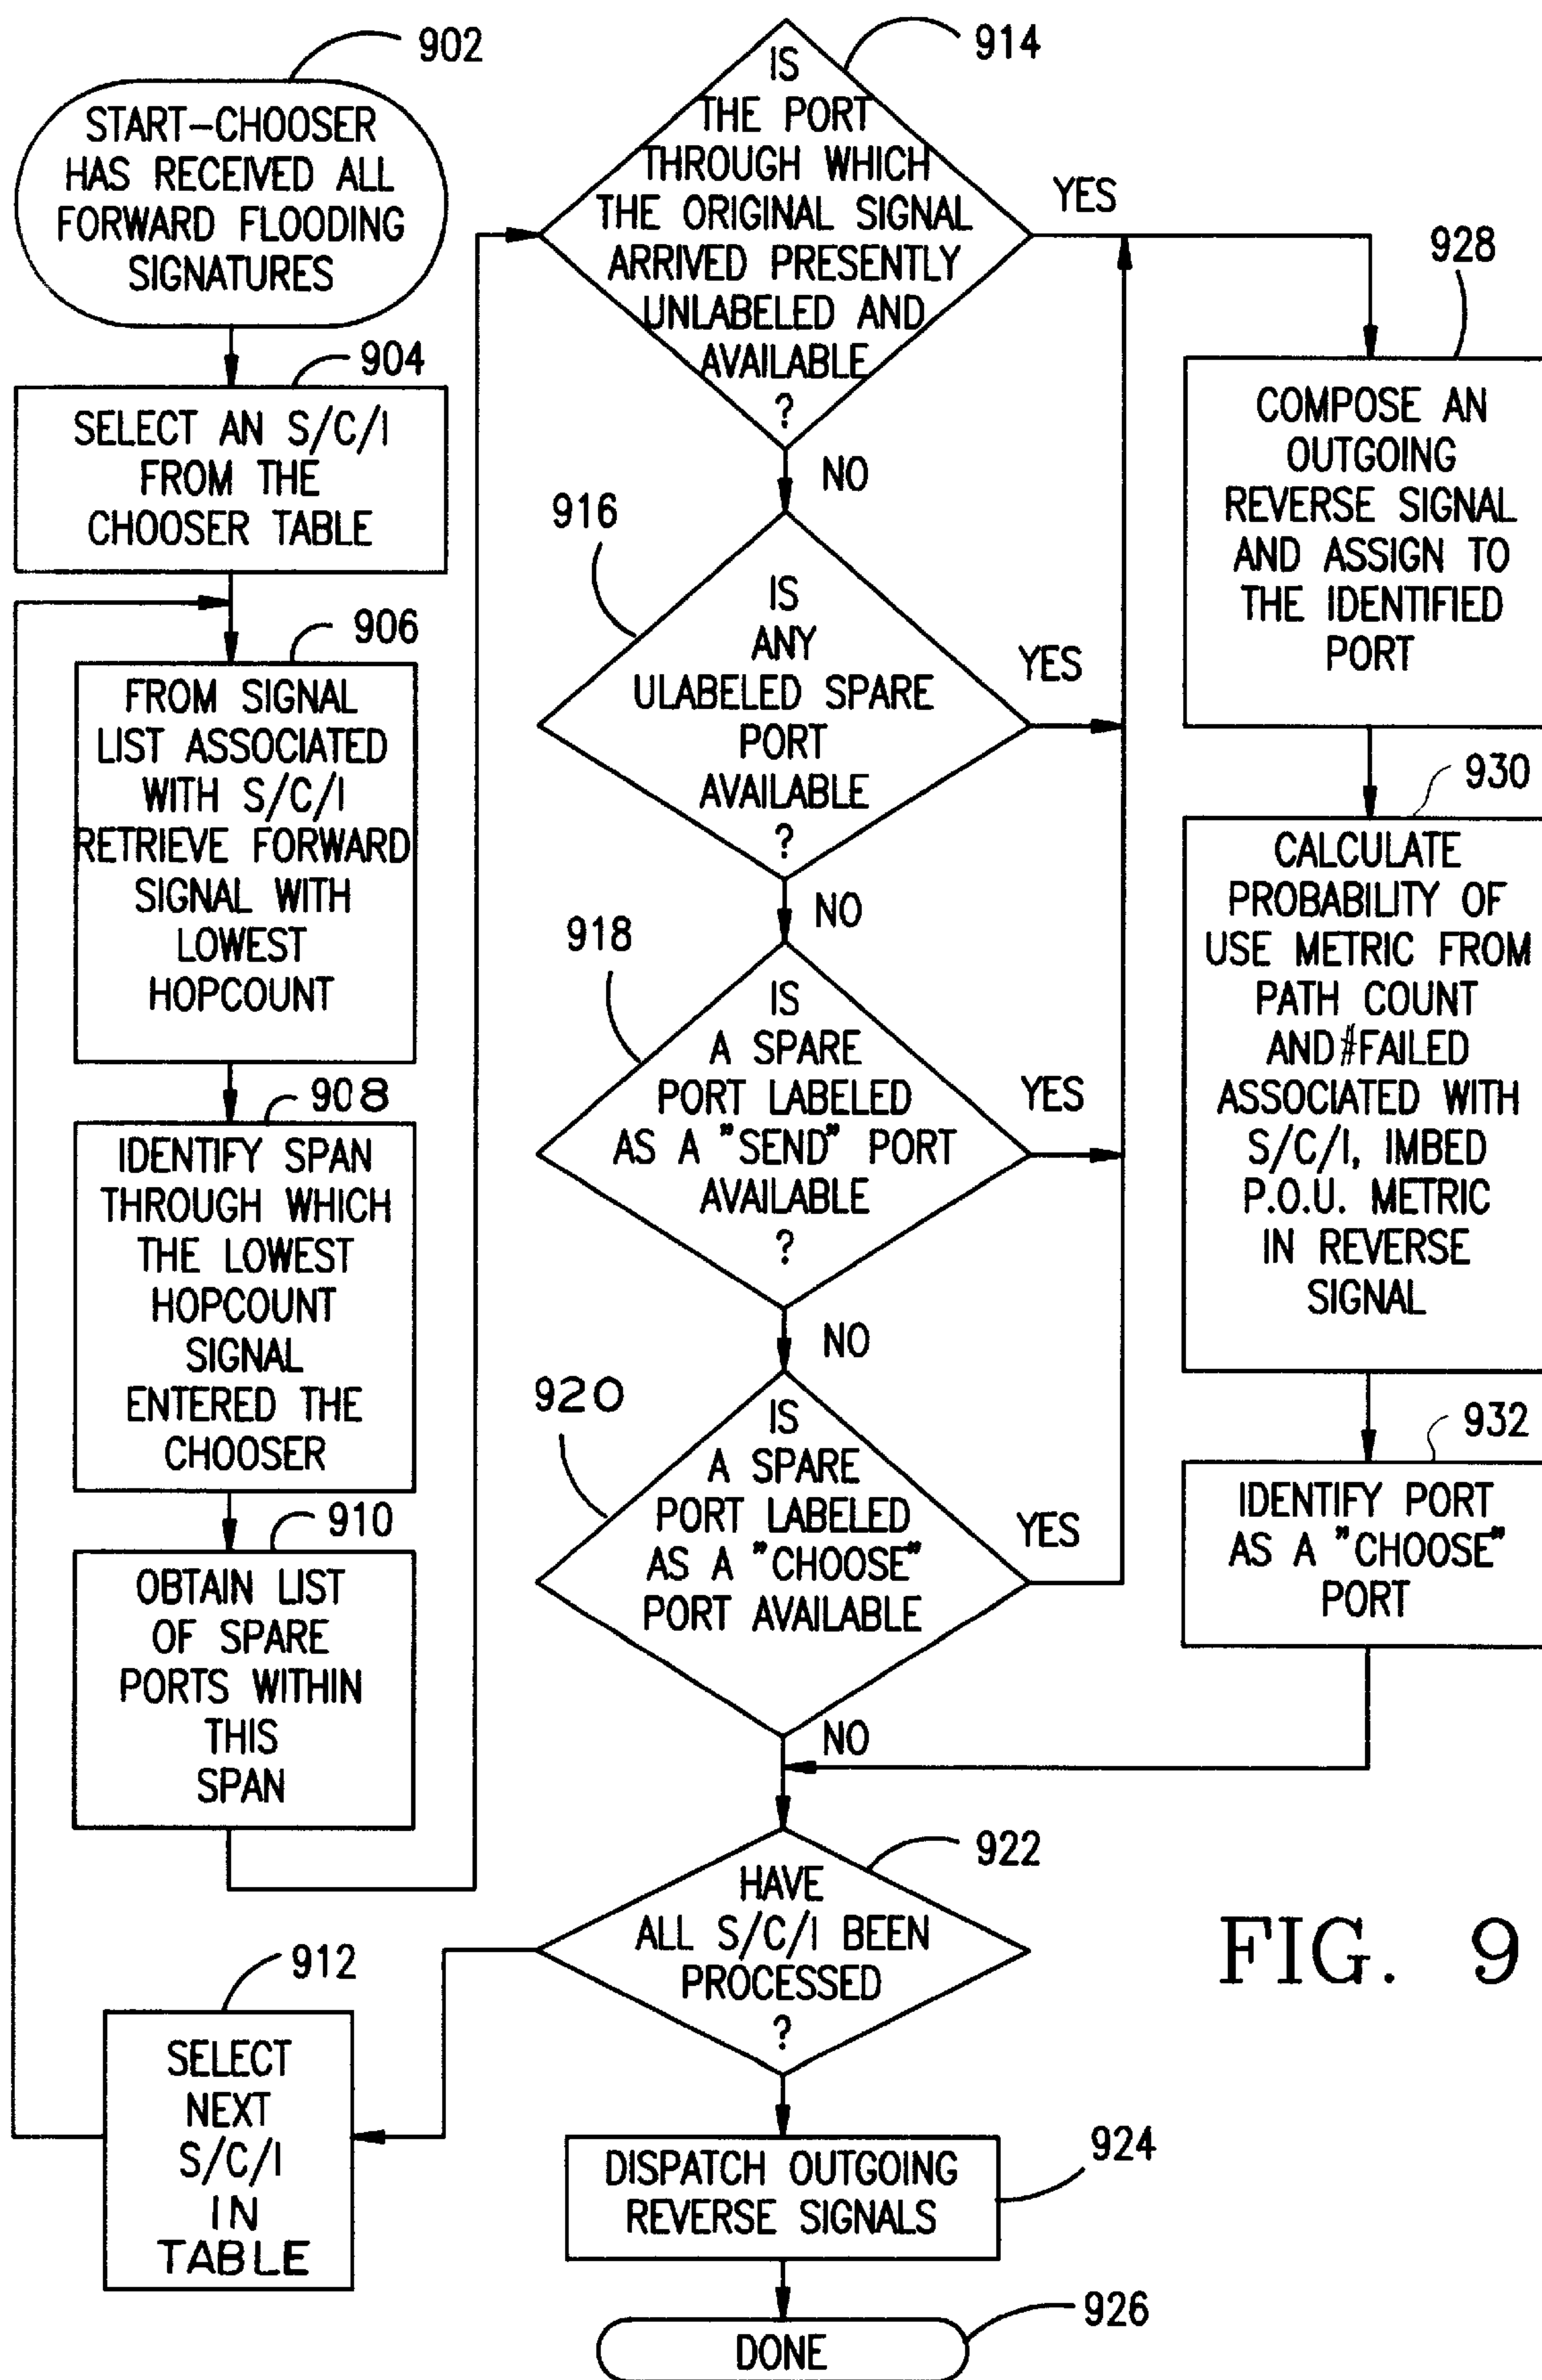 902
START-CHOOSER
HAS RECEIVED ALL
FORWARD FLOODING
SIGNATURES
904
SELECT AN S/C/I
FROM THE
CHOOSER TABLE
906
FROM SIGNAL
LIST ASSOCIATED
WITH S/C/I
RETRIEVE FORWARD
SIGNAL WITH
LOWEST
HOPCOUNT
908
IDENTIFY SPAN
THROUGH WHICH
THE LOWEST
HOPCOUNT
SIGNAL
ENTERED THE
CHOOSER
910
OBTAIN LIST
OF SPARE
PORTS WITHIN
THIS
SPAN
912
SELECT
NEXT
S/C/I
IN
TABLE
914
IS
THE PORT
THROUGH WHICH
THE ORIGINAL SIGNAL
ARRIVED PRESENTLY
UNLABELED AND
AVAILABLE
?
YES
NO
916
IS
ANY
ULABELED SPARE
PORT
AVAILABLE
?
YES
NO
918
IS
A SPARE
PORT LABELED
AS A "SEND" PORT
AVAILABLE
?
YES
NO
920
IS
A SPARE
PORT LABELED
AS A "CHOOSE"
PORT AVAILABLE
YES
NO
922
HAVE
ALL S/C/I BEEN
PROCESSED
?
924
DISPATCH OUTGOING
REVERSE SIGNALS
926
DONE
928
COMPOSE AN
OUTGOING
REVERSE SIGNAL
AND ASSIGN TO
THE IDENTIFIED
PORT
930
CALCULATE
PROBABILITY OF
USE METRIC FROM
PATH COUNT
AND #FAILED
ASSOCIATED WITH
S/C/I, IMBED
P.O.U. METRIC
IN REVERSE
SIGNAL
932
IDENTIFY PORT
AS A "CHOOSE"
PORT
FIG. 9